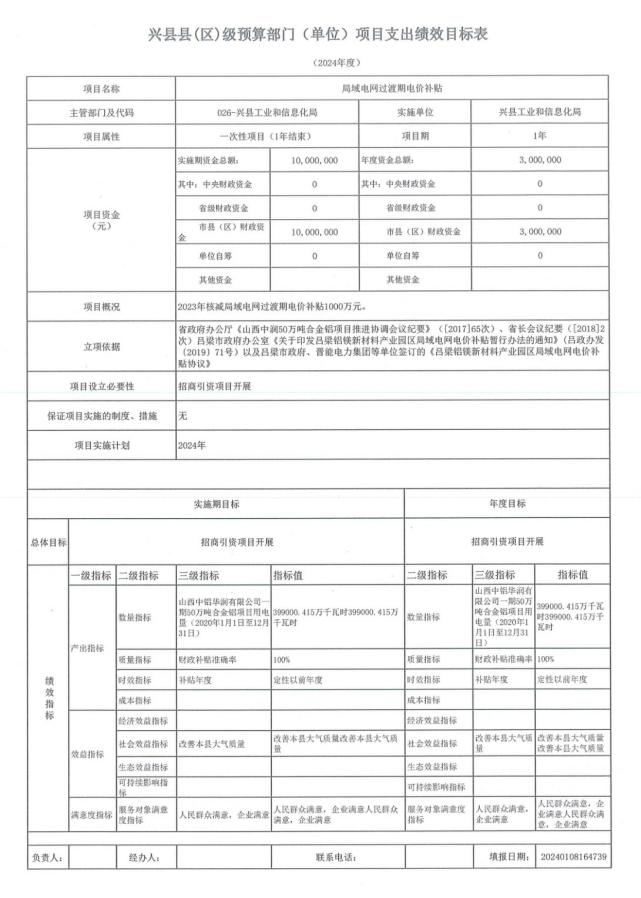 兴县县(区)级预算部门（单位）项目支出绩效目标表
（2024年度）
项目名称 局域电网过渡期电价补贴
主管部门及代码 026-兴县工业和信息化局 实施单位 兴县工业和信息化局
项目属性 一次性项目（1年结束） 项目期 1年
项目资金（元） 实施期资金总额： 10,000,000 年度资金总额： 3,000,000
其中：中央财政资金 0 其中：中央财政资金 0
省级财政资金 0 省级财政资金 0
市县（区）财政资金 10,000,000 市县（区）财政资金 3,000,000
单位自筹 0 单位自筹 0
其他资金 其他资金
项目概况 2023年核减局域电网过渡期电价补贴1000万元。
立项依据 省政府办公厅《山西中润50万吨合金铝项目推进协调会议纪要》（[2017]65次）、省长会议纪要（[2018]2
次）吕梁市政府办公室《关于印发吕梁铝镁新材料产业园区局域电网电价补贴暂行办法的通知》（吕政办发
（2019）71号）以及吕梁市政府、晋能电力集团等单位签订的《吕梁铝镁新材料产业园区局域电网电价补
贴协议》
项目设立必要性 招商引资项目开展
保证项目实施的制度、措施 无
项目实施计划 2024年
实施期目标 年度目标
总体目标 招商引资项目开展 招商引资项目开展
绩效指标
一级指标 二级指标 三级指标 指标值 二级指标 三级指标 指标值
产出指标 数量指标 山西中铝华润有限公司一期50万吨合金铝项目用电量（2020年1月1日至12月31日） 399000.415万千瓦时399000.415万千瓦时 数量指标 山西中铝华润有限公司一期50万吨合金铝项目用电量（2020年1月1日至12月31日） 399000.415万千瓦时399000.415万千瓦时
质量指标 财政补贴准确率 100% 质量指标 财政补贴准确率 100%
时效指标 补贴年度 定性以前年度 时效指标 补贴年度 定性以前年度
成本指标 成本指标
效益指标 经济效益指标 经济效益指标
社会效益指标 改善本县大气质量 改善本县大气质量改善本县大气质量 社会效益指标 改善本县大气质量 改善本县大气质量改善本县大气质量
生态效益指标 生态效益指标
可持续影响指标 可持续影响指标
满意度指标 服务对象满意度指标 人民群众满意，企业满意 人民群众满意，企业满意人民群众满意，企业满意 服务对象满意度指标 人民群众满意，企业满意 人民群众满意，企业满意人民群众满意，企业满意
负责人： 经办人： 联系电话： 填报日期： 20240108164739